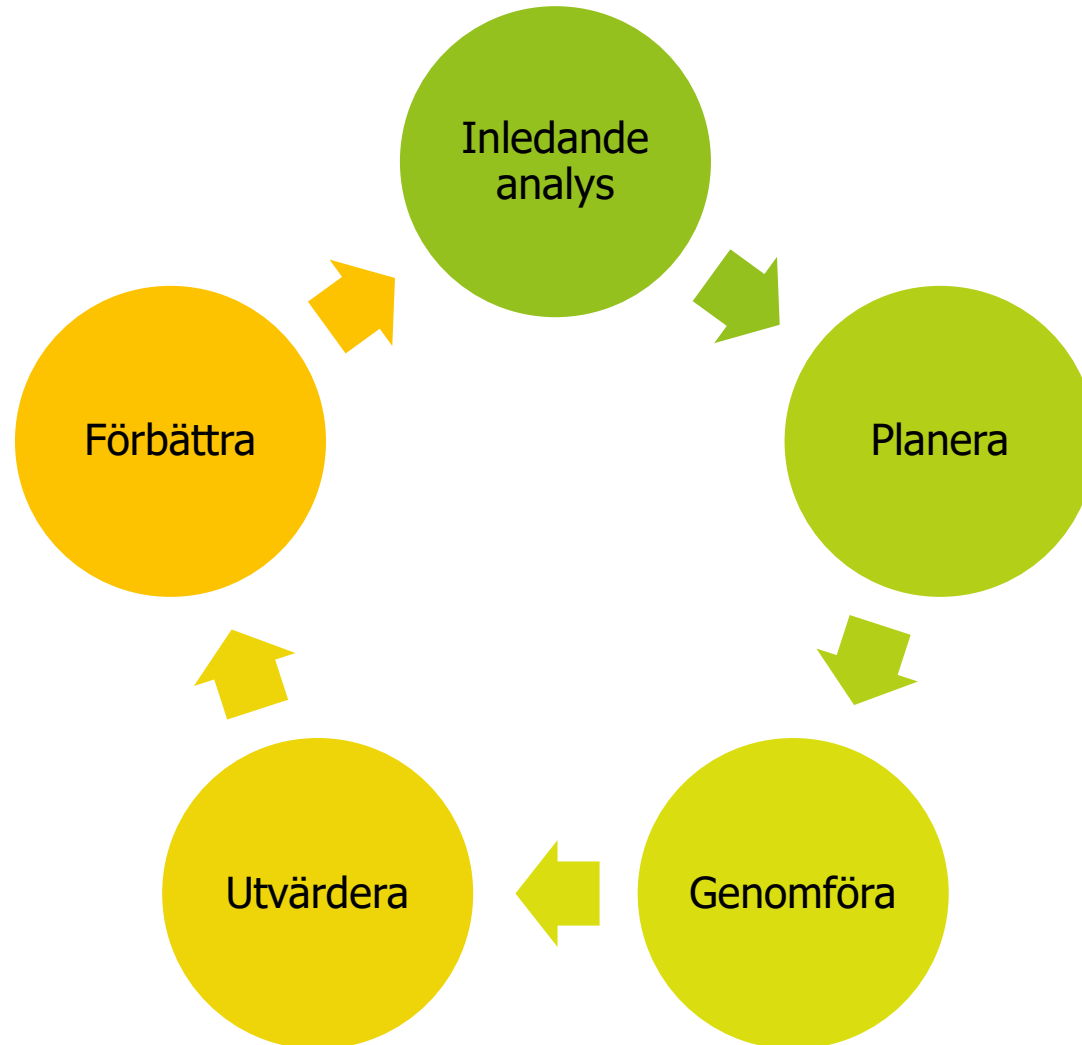 Inledande
analys
Planera
Genomföra
Utvärdera
Förbättra